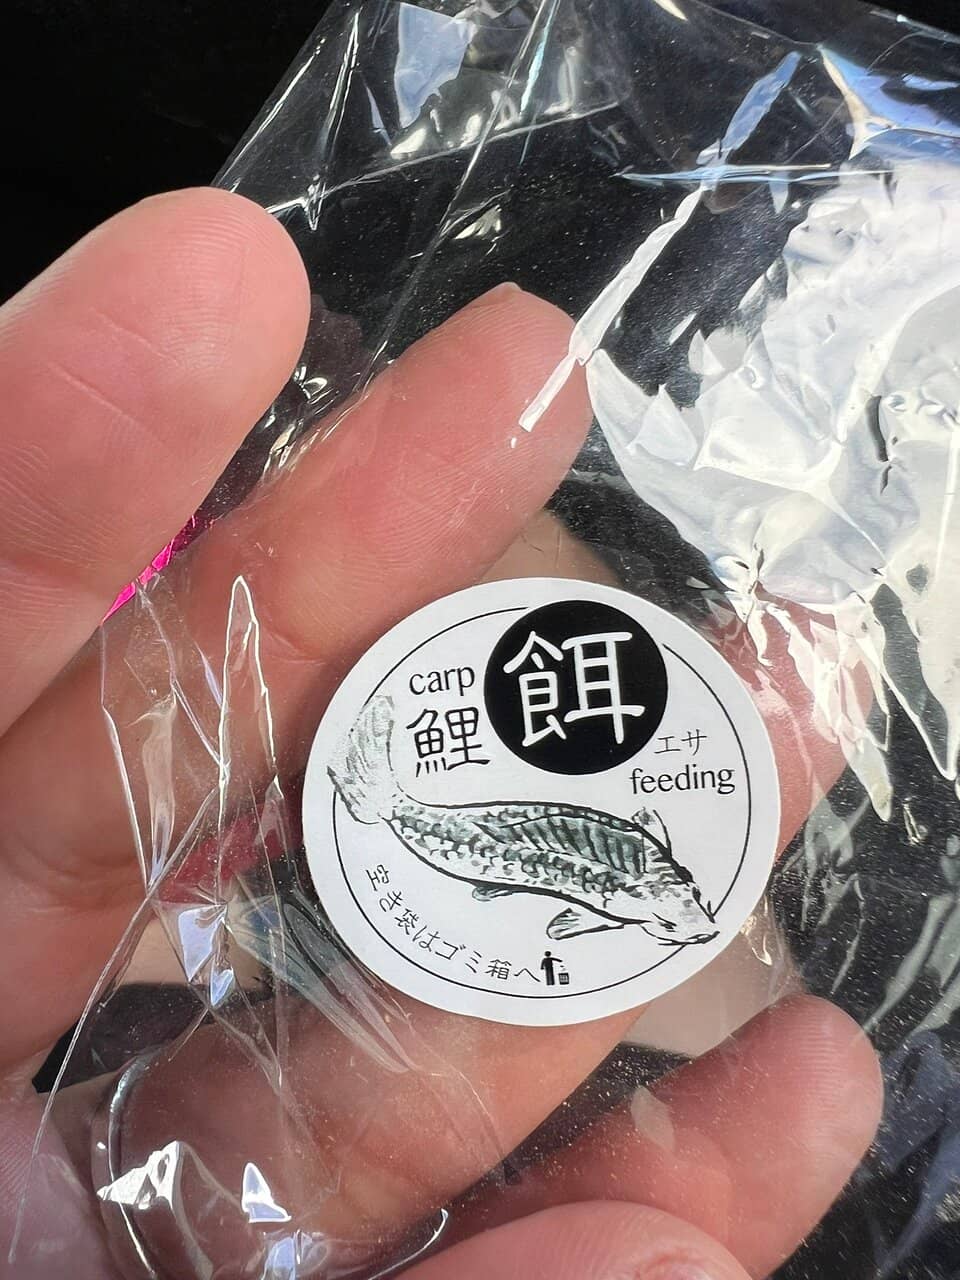 carp
鯉
餌
エサ
feeding
空き袋はゴミ箱へ